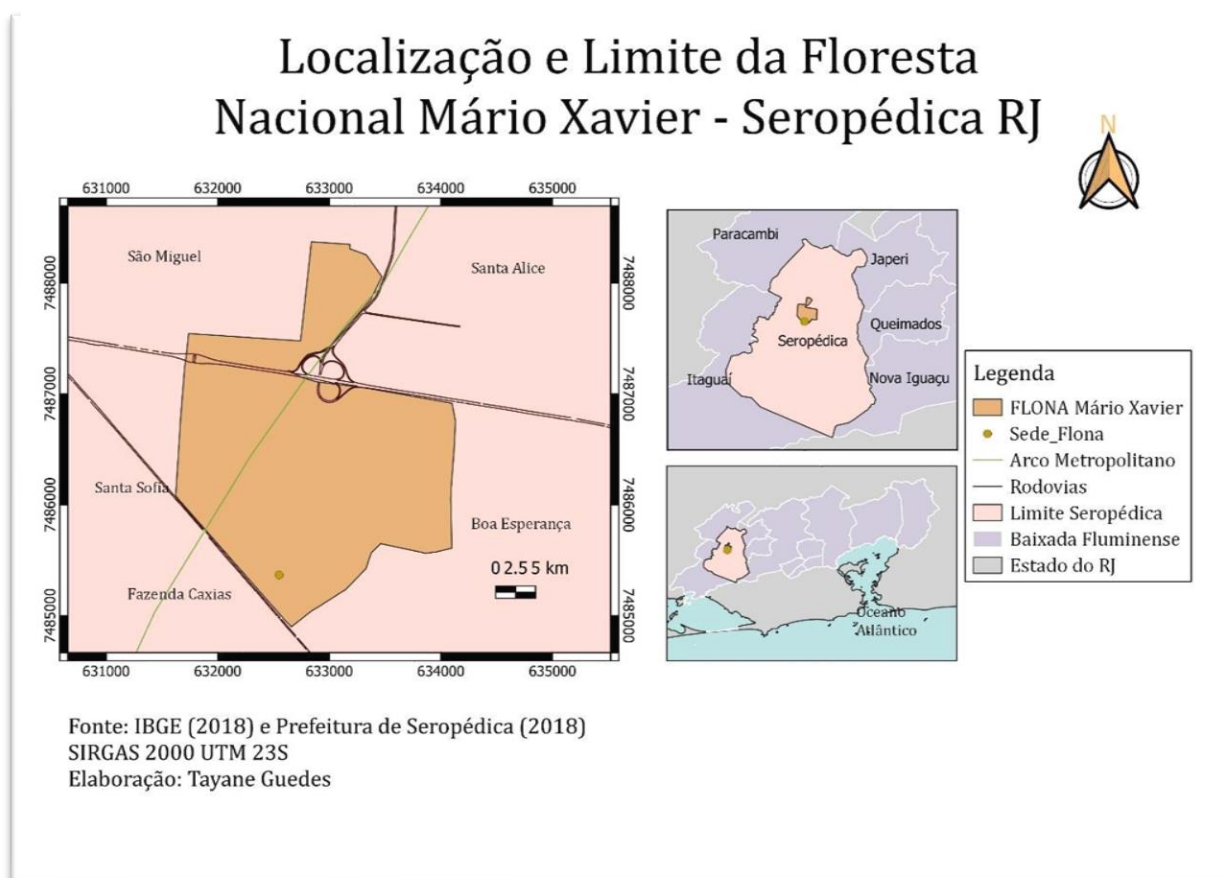 Localização e Limite da Floresta
Nacional Mário Xavier - Seropédica RJ
N
631000 632000 633000 634000 635000
7488000
7487000
7486000
7485000
São Miguel
Santa Alice
Santa Sofia
Boa Esperança
Fazenda Caxias
0 2.5 5 km
7488000
7487000
7486000
7485000
631000 632000 633000 634000 635000
Paracambi
Japeri
Queimados
Seropédica
Itaguaí
Nova Iguaçu
Oceano
Atlântico
Legenda
FLONA Mário Xavier
Sede_Flona
Arco Metropolitano
Rodovias
Limite Seropédica
Baixada Fluminense
Estado do RJ
Fonte: IBGE (2018) e Prefeitura de Seropédica (2018)
SIRGAS 2000 UTM 23S
Elaboração: Tayane Guedes